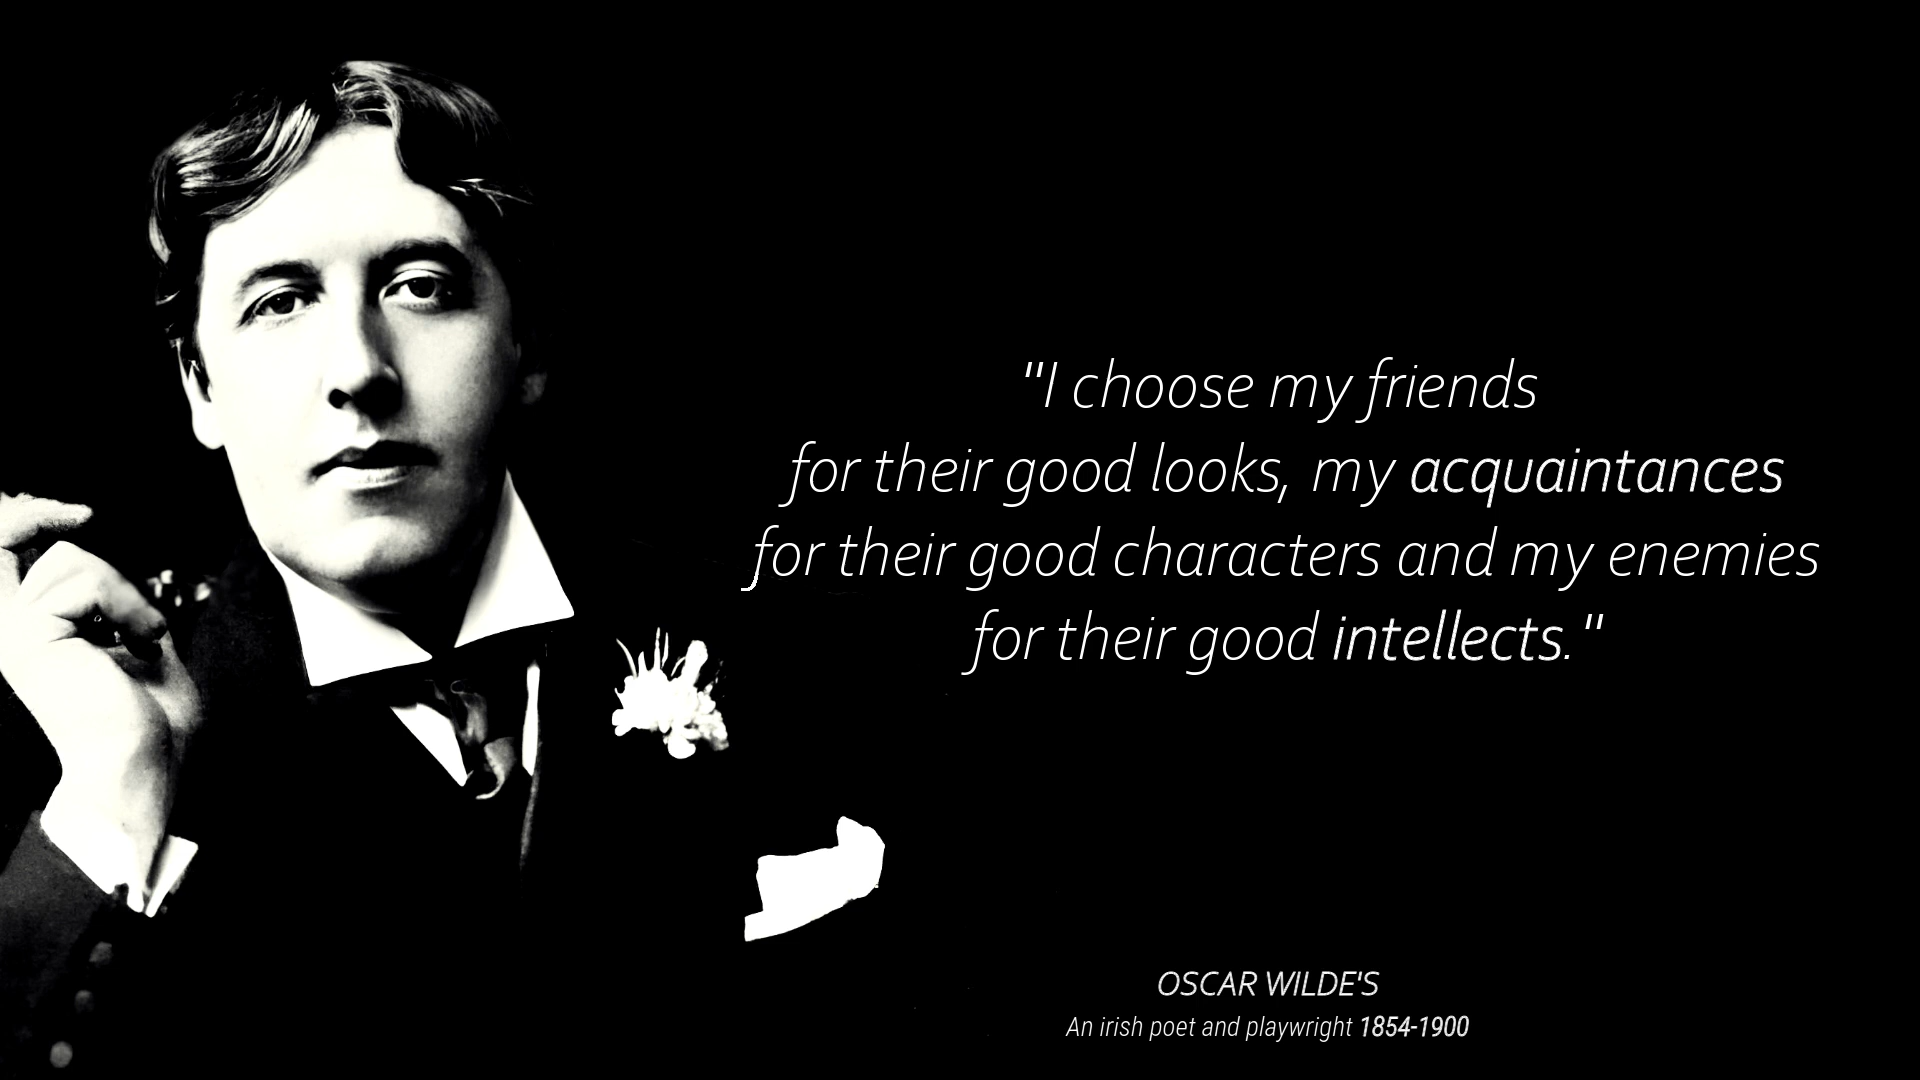 "I choose my friends
for their good looks, my acquaintances
for their good characters and my enemies
for their good intellects."
OSCAR WILDE'S
An irish poet and playwright 1854-1900